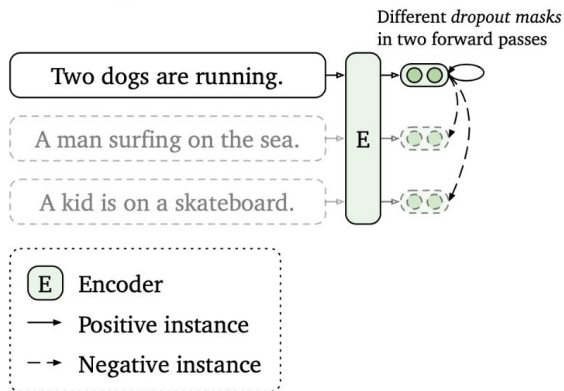 Different dropout masks
in two forward passes
Two dogs are running.
A man surfing on the sea.
E
A kid is on a skateboard.
E Encoder
Positive instance
Negative instance